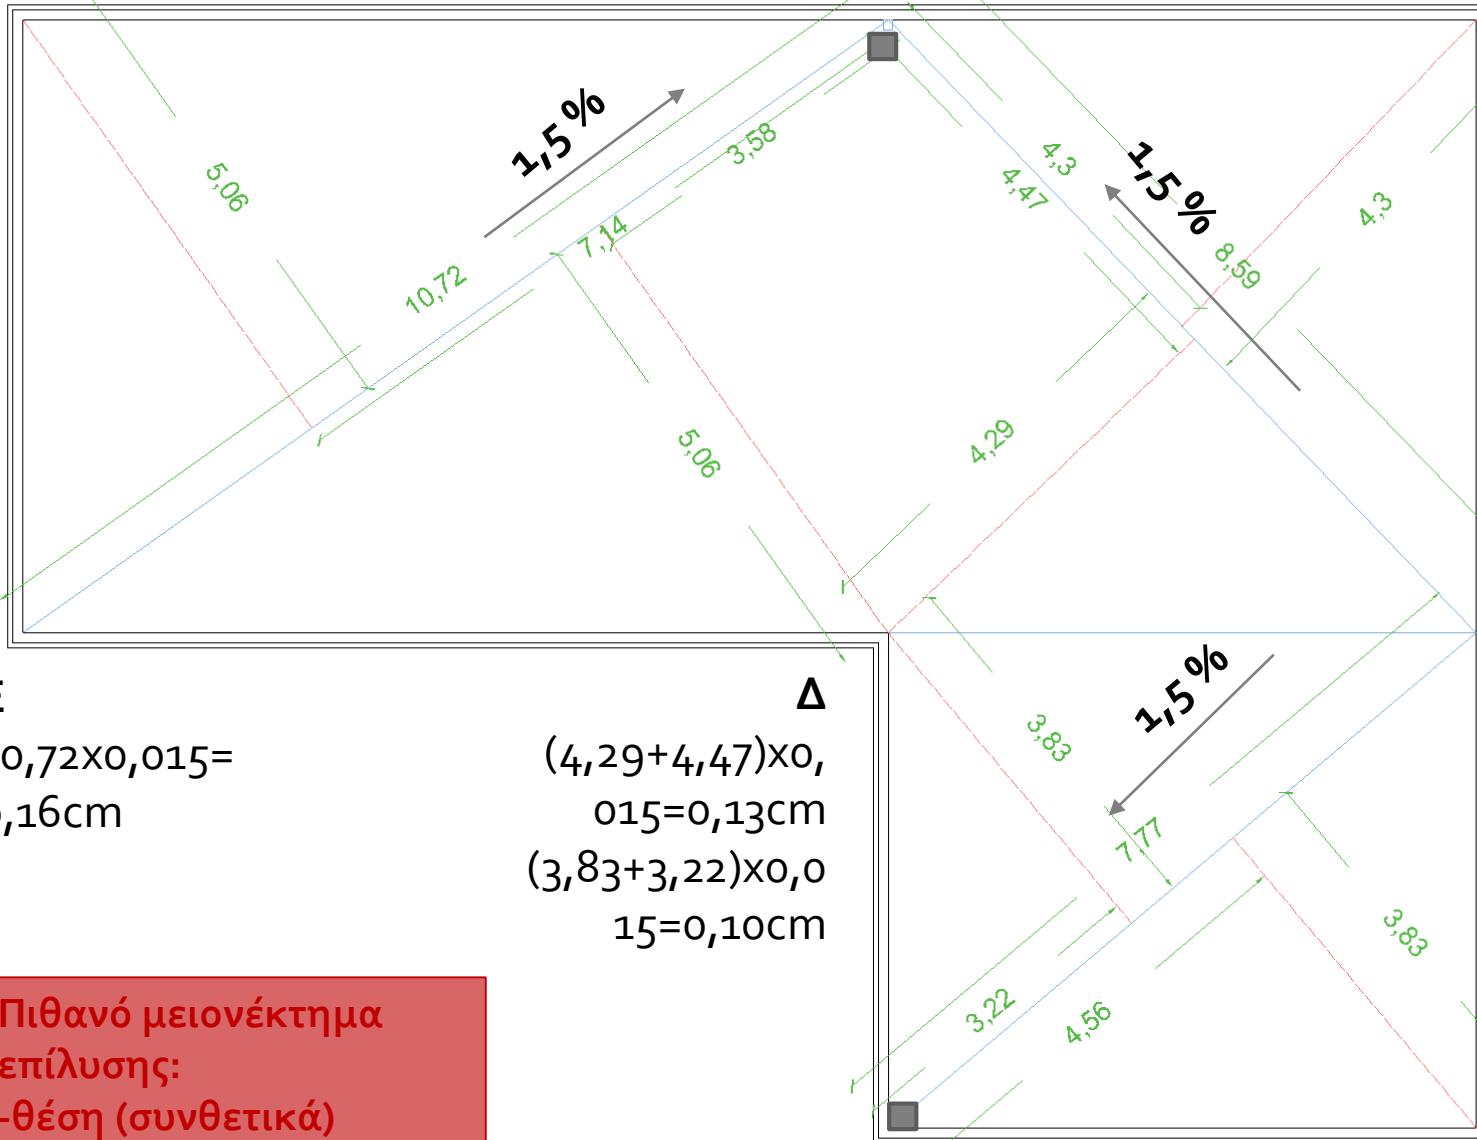 1,5%
5,06
3,58
7,14
10,72
4,3
4,47
1,5%
4,3
8,59
5,06
4,29
Δ
0,72x0,015=
,16cm
(4,29+4,47)x0,
015=0,13cm
(3,83+3,22)x0,0
15=0,10cm
1,5%
3,83
7,77
3,83
3,22
4,56
Πιθανό μειονέκτημα
επίλυσης:
-θέση (συνθετικά)